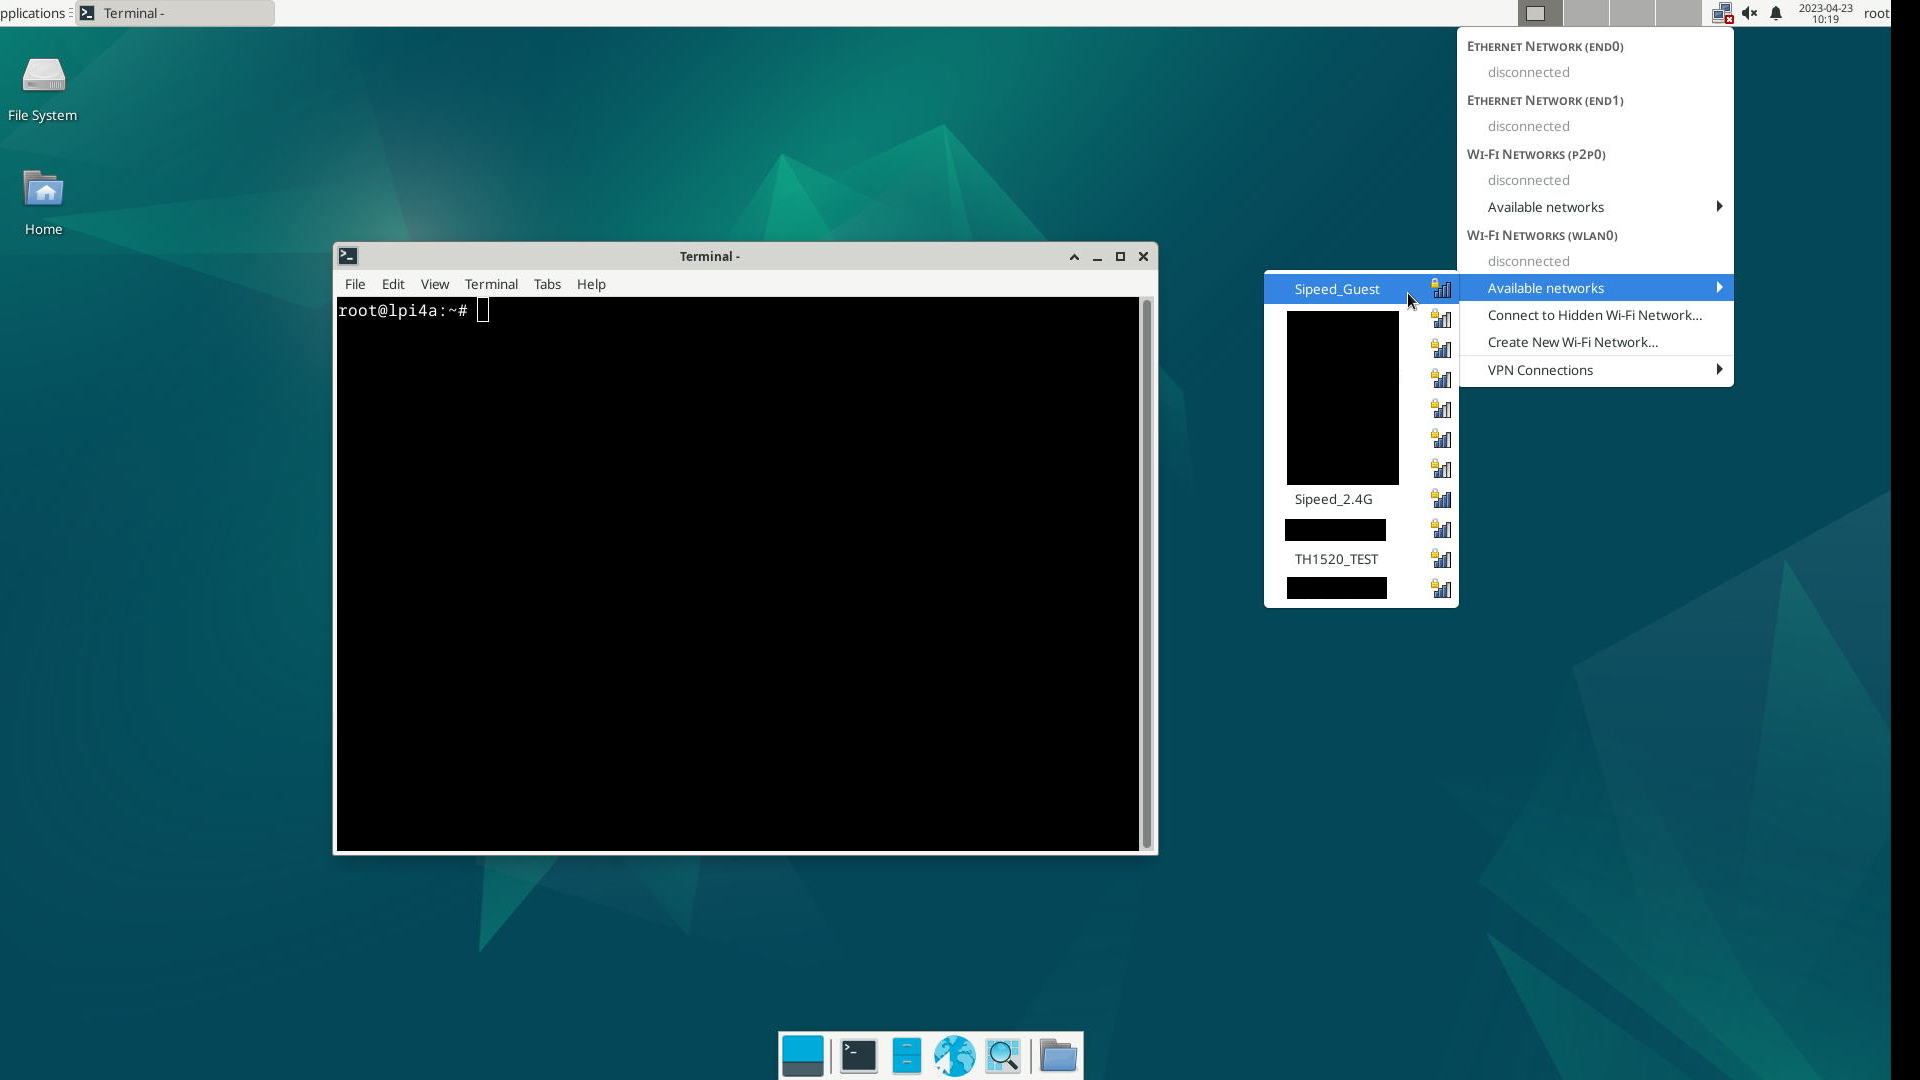 pplications
Terminal -
2023-04-23
10:19
root
File System
Home
Terminal -
File Edit View Terminal Tabs Help
root@lpi4a:~#
Ethernet Network (end0)
disconnected
Ethernet Network (end1)
disconnected
Wi-Fi Networks (p2p0)
disconnected
Available networks
Wi-Fi Networks (wlan0)
disconnected
Available networks
Connect to Hidden Wi-Fi Network...
Create New Wi-Fi Network...
VPN Connections
Sipeed_Guest
Sipeed_2.4G
TH1520_TEST